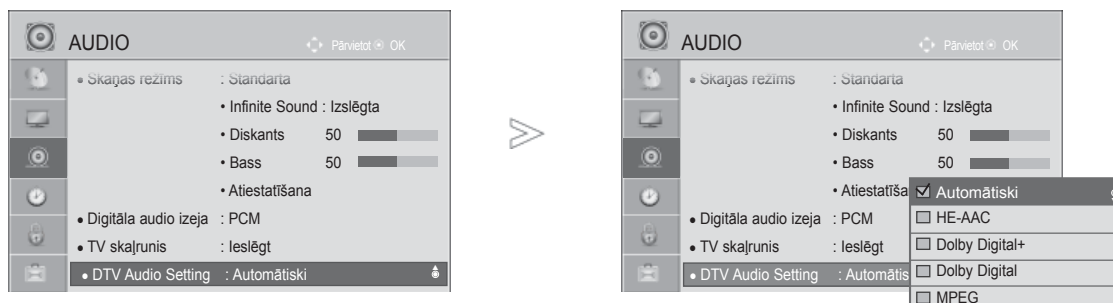 AUDIO
Pārvietot OK
• Skaņas režīms : Standarta
• Infinite Sound : Izslēgta
• Diskants 50
• Bass 50
• Atiestatīšana
• Digitāla audio izeja : PCM
• TV skaļrunis : Ieslēgt
• DTV Audio Setting : Automātiski
AUDIO
Pārvietot OK
• Skaņas režīms : Standarta
• Infinite Sound : Izslēgta
• Diskants 50
• Bass 50
• Atiestatīša
• Digitāla audio izeja : PCM
• TV skaļrunis : Ieslēgt
• DTV Audio Setting : Automātis
Automātiski
HE-AAC
Dolby Digital+
Dolby Digital
MPEG